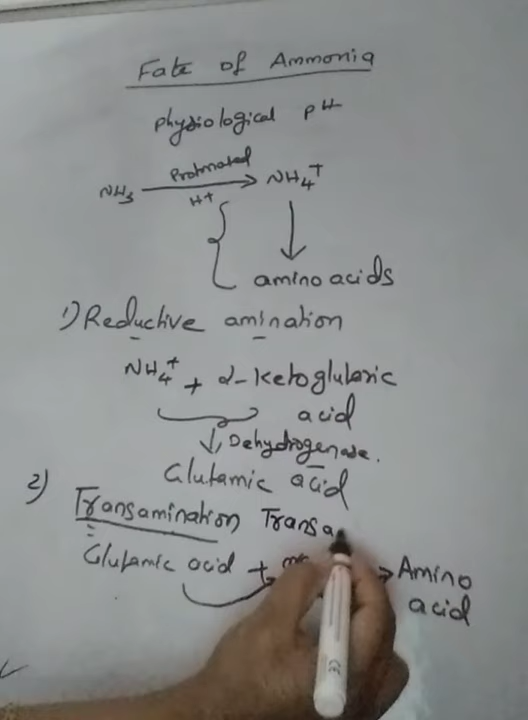 Fate of Ammonia
physiological pH
NH₃ Protonated H+ NH₄⁺
amino acids
1) Reductive amination
NH₄⁺ + α-ketoglutaric
acid
Dehydrogenase.
Glutamic acid
2) Transamination Transa
Glutamic acid + → Amino
acid
CE